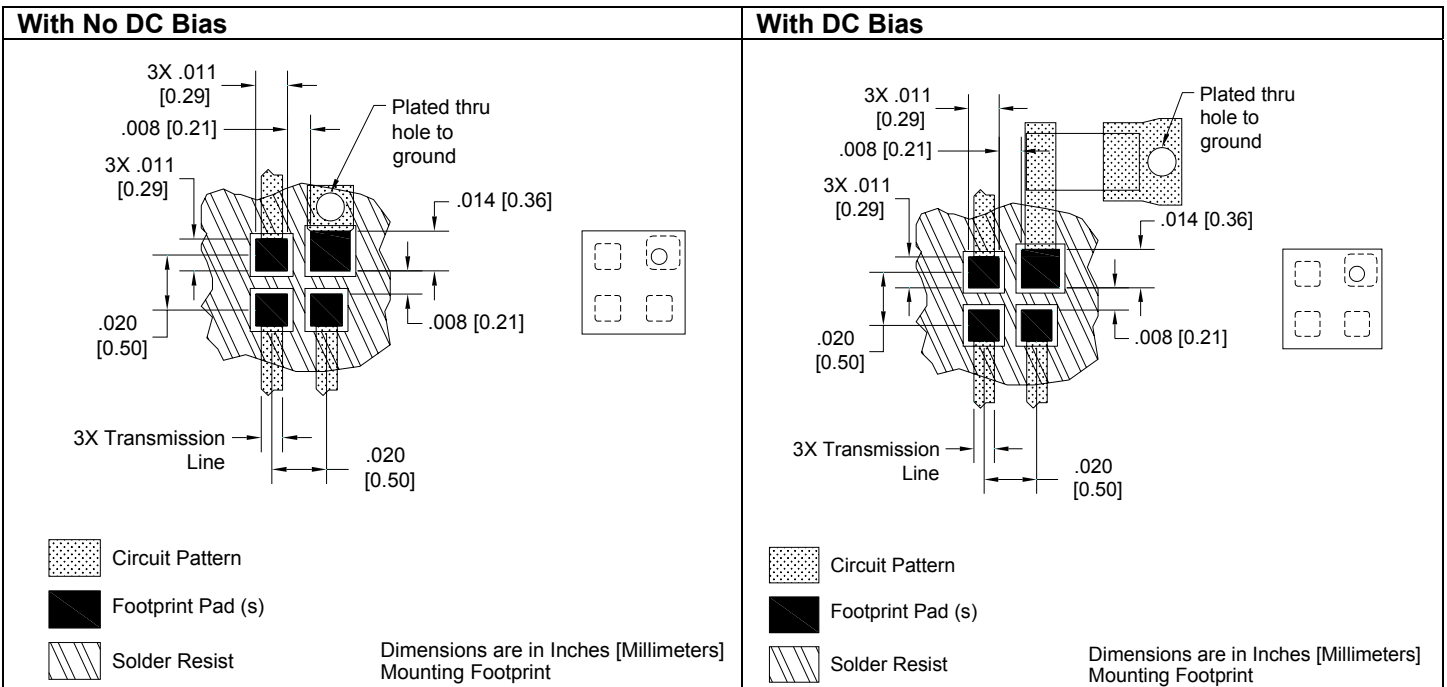 With No DC Bias
3X .011
[0.29]
.008 [0.21]
Plated thru
hole to
ground
3X .011
[0.29]
.014 [0.36]
.020
[0.50]
.008 [0.21]
3X Transmission
Line
.020
[0.50]
Circuit Pattern
Footprint Pad (s)
Solder Resist
Dimensions are in Inches [Millimeters]
Mounting Footprint
With DC Bias
3X .011
[0.29]
.008 [0.21]
Plated thru
hole to
ground
3X .011
[0.29]
.014 [0.36]
.020
[0.50]
.008 [0.21]
3X Transmission
Line
.020
[0.50]
Circuit Pattern
Footprint Pad (s)
Solder Resist
Dimensions are in Inches [Millimeters]
Mounting Footprint